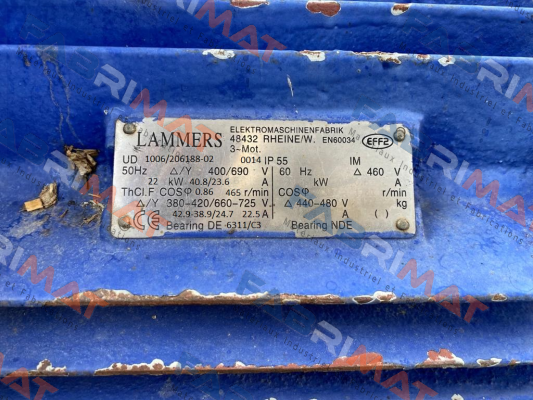 LAMMERS ELEKTROMASCHINENFABRIK
48432 RHEINE/W. EN60034
3~Mot. EFF2
UD 1006/206188-02 0014 IP 55 IM
50Hz △/Y 400/690 V 60 Hz △ 460 V
22 kW 40.8/23.6 A kW A
Th.Cl.F COSφ 0.86 465 r/min COSφ r/min
△/Y 380-420/660-725 V △ 440-480 V kg
CE 42.9-38.9/24.7 22.5 A A ( )
Bearing DE 6311/C3 Bearing NDE
RIMAT